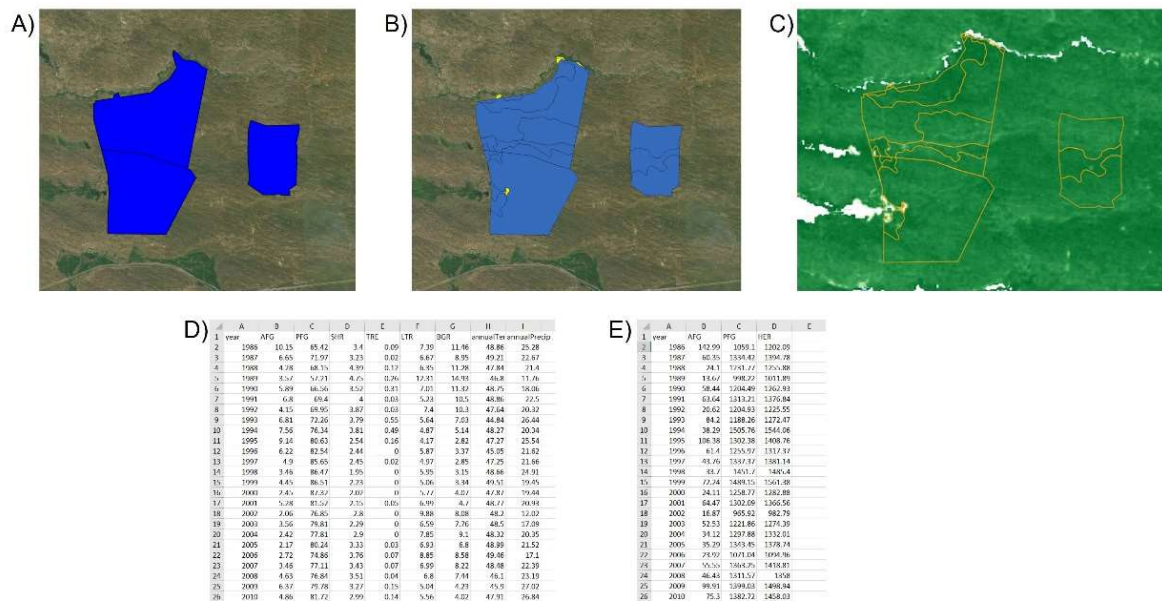 A)
B)
C)
D)
A B C D E F G H I
1 year AFG PFG SHR TRE LTR BGR annualTer annualPrecip
2 1986 10.15 65.42 3.4 0.09 7.39 11.46 48.86 25.28
3 1987 6.65 71.97 3.23 0.02 6.67 8.95 49.21 22.67
4 1988 4.78 68.15 4.39 0.12 6.35 11.28 47.84 21.4
5 1989 3.57 57.21 4.75 0.26 12.31 14.93 46.8 11.76
6 1990 5.89 66.56 3.52 0.31 7.01 11.32 48.75 18.06
7 1991 6.8 69.4 4 0.03 5.23 10.5 48.86 22.5
8 1992 4.15 69.95 3.87 0.03 7.4 10.3 47.64 20.32
9 1993 6.81 72.26 3.79 0.55 5.64 7.03 44.84 26.44
10 1994 7.56 76.34 3.81 0.49 4.87 5.14 48.27 20.34
11 1995 9.14 80.63 2.54 0.16 4.17 2.82 47.27 25.54
12 1996 6.22 82.54 2.44 0 5.87 3.37 45.05 21.62
13 1997 4.9 85.65 2.45 0.02 4.97 2.85 47.25 21.66
14 1998 3.46 86.47 1.95 0 5.95 3.15 48.66 24.91
15 1999 4.45 86.51 2.23 0 5.06 3.34 49.51 19.45
16 2000 2.45 87.32 2.02 0 5.77 4.07 47.87 19.44
17 2001 5.28 81.52 2.15 0.05 6.99 4.7 48.77 20.93
18 2002 2.06 76.85 2.8 0 9.88 8.08 48.2 12.02
19 2003 3.56 79.81 2.29 0 6.59 7.76 48.5 17.09
20 2004 2.42 77.81 2.9 0 7.85 9.1 48.32 20.35
21 2005 2.17 80.24 3.33 0.03 6.93 6.8 48.99 21.52
22 2006 2.72 74.86 3.76 0.07 8.85 8.58 49.46 17.1
23 2007 3.46 77.11 3.43 0.07 6.99 8.22 48.48 22.39
24 2008 4.63 76.84 3.51 0.04 6.8 7.44 46.1 23.19
25 2009 6.37 79.78 3.27 0.15 5.04 4.23 45.9 27.02
26 2010 4.86 81.72 2.99 0.14 5.56 4.02 47.91 26.84
E)
A B C D E
1 year AFG PFG HER
2 1986 142.99 1059.1 1202.09
3 1987 60.35 1334.42 1394.78
4 1988 24.1 1231.77 1255.88
5 1989 13.67 998.22 1011.89
6 1990 58.44 1204.49 1262.93
7 1991 63.64 1313.21 1376.84
8 1992 20.62 1204.93 1225.55
9 1993 84.2 1188.26 1272.47
10 1994 38.29 1505.76 1544.06
11 1995 106.38 1302.38 1408.76
12 1996 61.4 1255.97 1317.37
13 1997 43.76 1337.37 1381.14
14 1998 33.7 1451.7 1485.4
15 1999 72.24 1489.15 1561.38
16 2000 24.11 1258.77 1282.88
17 2001 64.47 1302.09 1366.56
18 2002 16.87 965.92 982.79
19 2003 52.53 1221.86 1274.39
20 2004 34.12 1297.88 1332.01
21 2005 35.29 1343.45 1378.74
22 2006 23.92 1071.04 1094.96
23 2007 55.55 1363.25 1418.81
24 2008 46.43 1311.57 1358
25 2009 99.91 1399.03 1498.94
26 2010 75.3 1382.72 1458.03